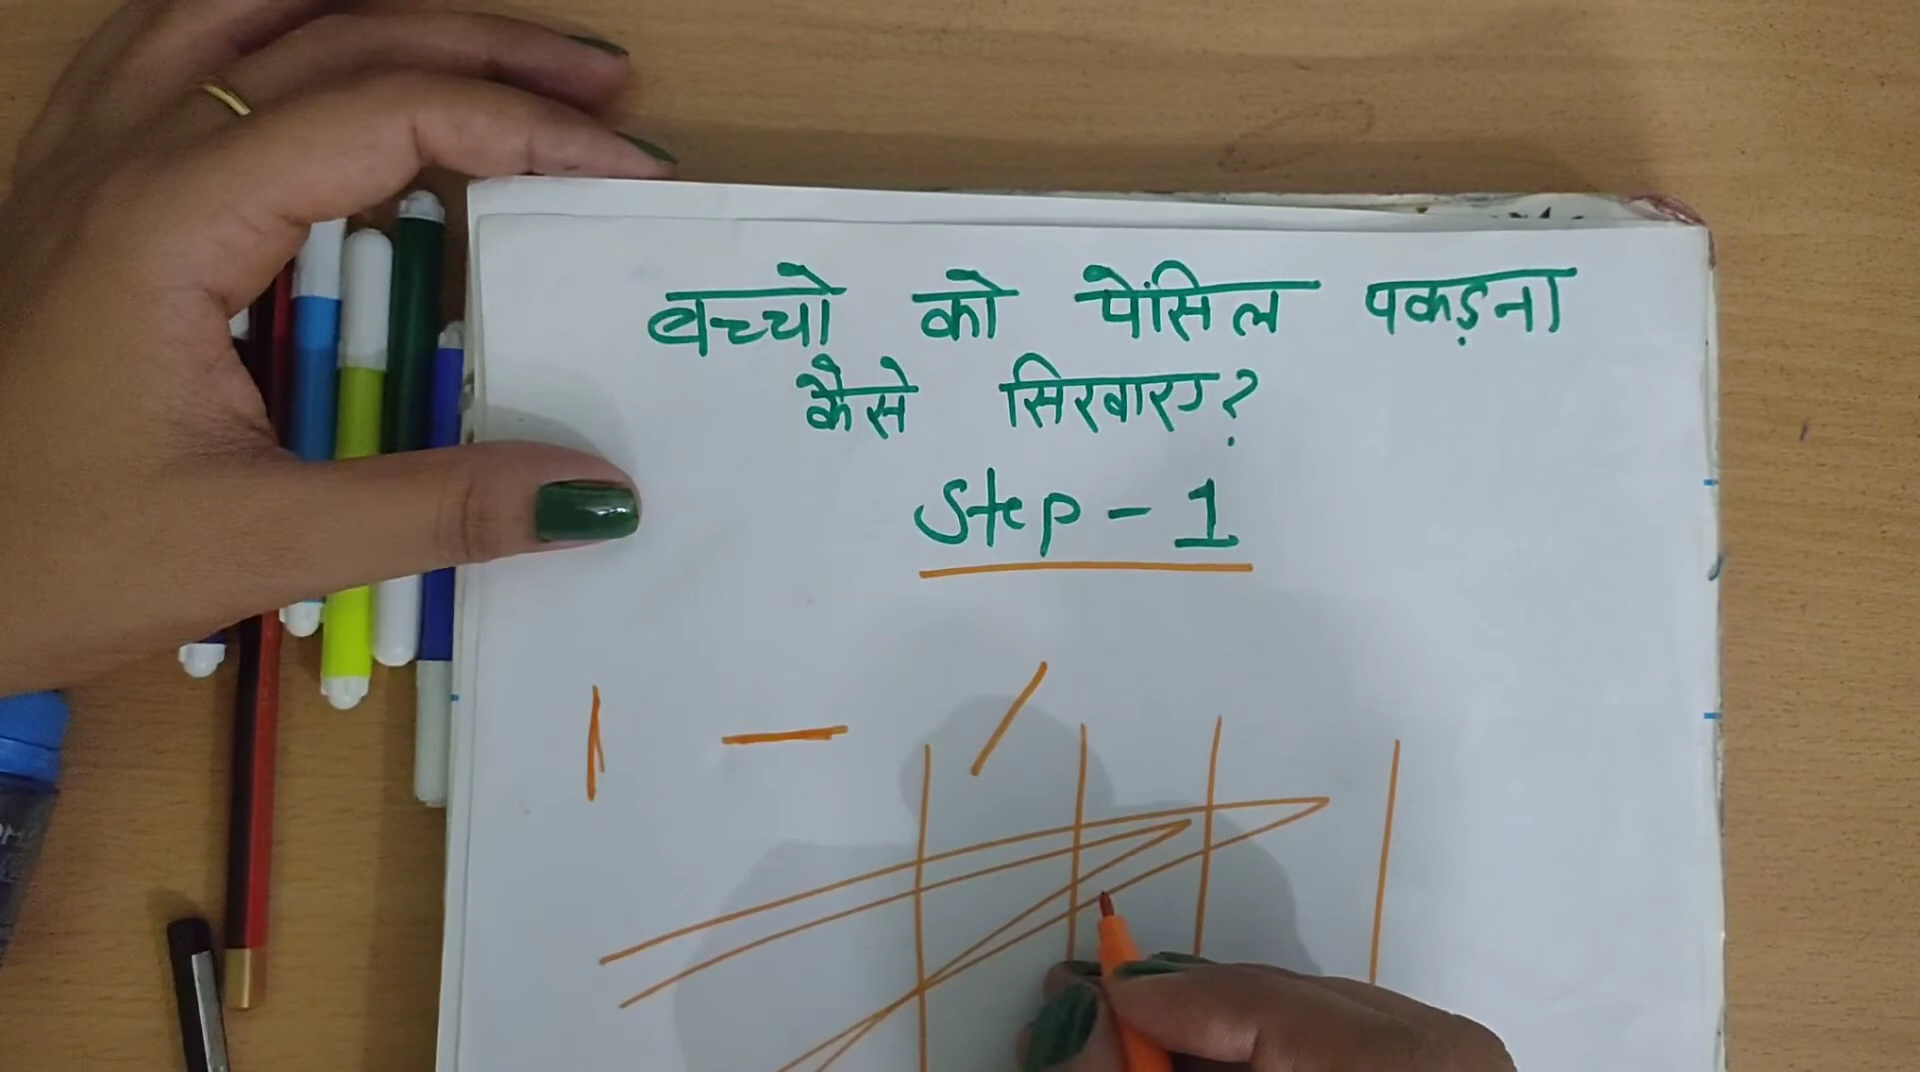 बच्चो को पेंसिल पकड़ना
कैसे सिखाए?
Step - 1